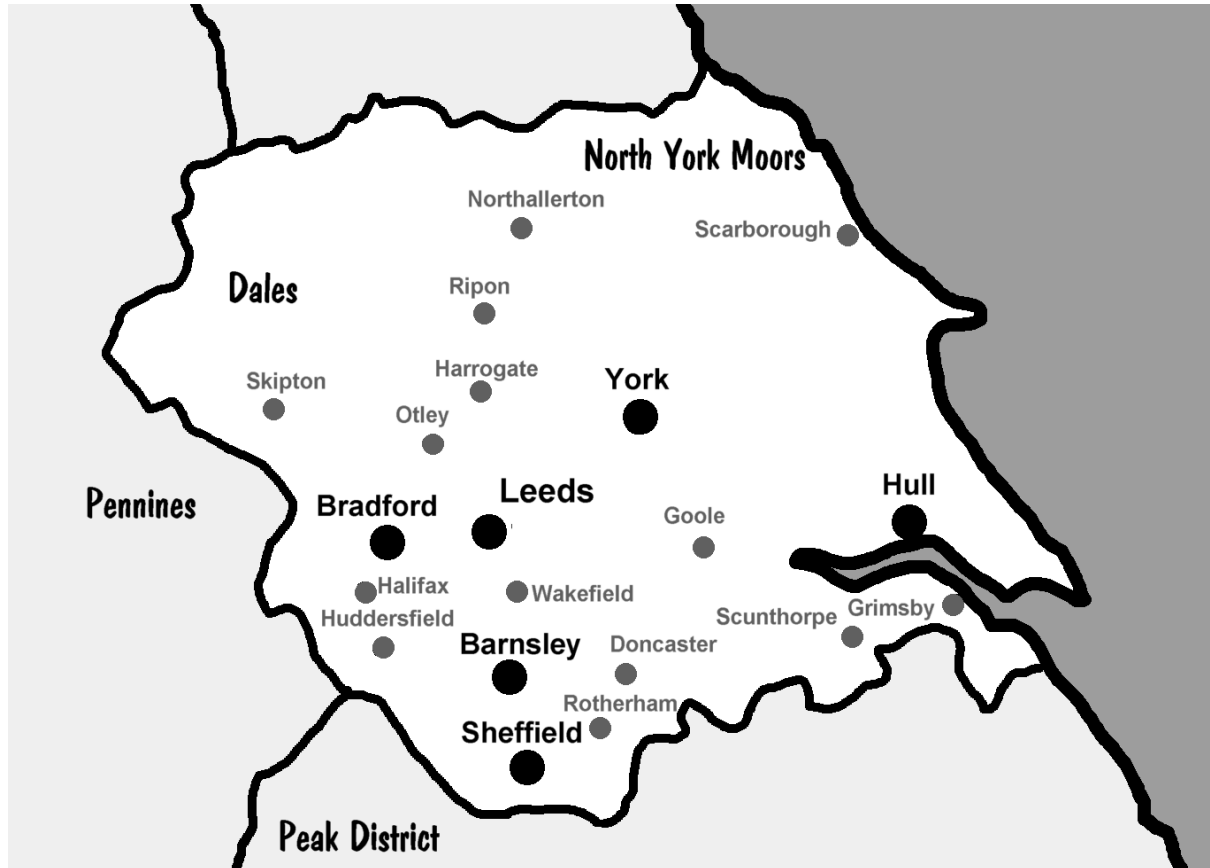 North York Moors
Northallerton
Scarborough
Dales
Ripon
Harrogate
York
Skipton
Otley
Pennines
Bradford
Leeds
Hull
Goole
Halifax
Wakefield
Huddersfield
Scunthorpe
Grimsby
Barnsley
Doncaster
Rotherham
Sheffield
Peak District